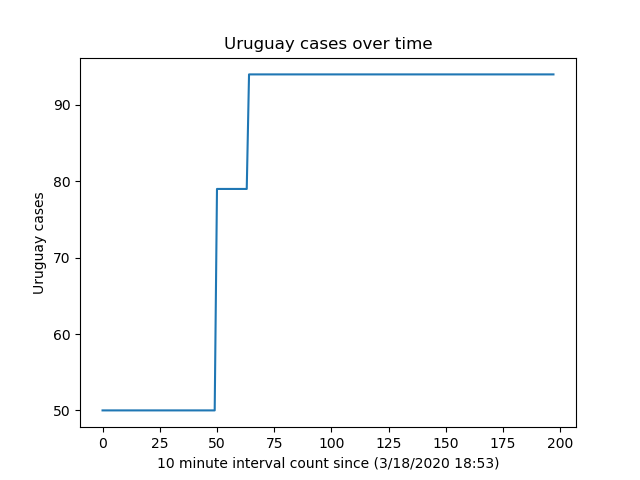 Uruguay cases over time
90
80
70
60
50
Uruguay cases
0 25 50 75 100 125 150 175 200
10 minute interval count since (3/18/2020 18:53)